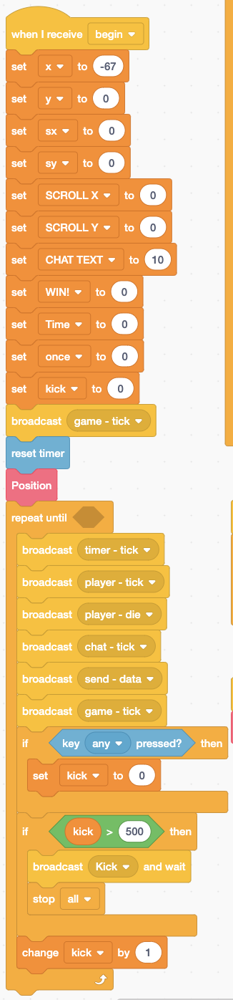 when I receive begin
set x to -67
set y to 0
set sx to 0
set sy to 0
set SCROLL X to 0
set SCROLL Y to 0
set CHAT TEXT to 10
set WIN! to 0
set Time to 0
set once to 0
set kick to 0
broadcast game - tick
reset timer
Position
repeat until
broadcast timer - tick
broadcast player - tick
broadcast player - die
broadcast chat - tick
broadcast send - data
broadcast game - tick
if key any pressed? then
set kick to 0
if kick > 500 then
broadcast Kick and wait
stop all
change kick by 1